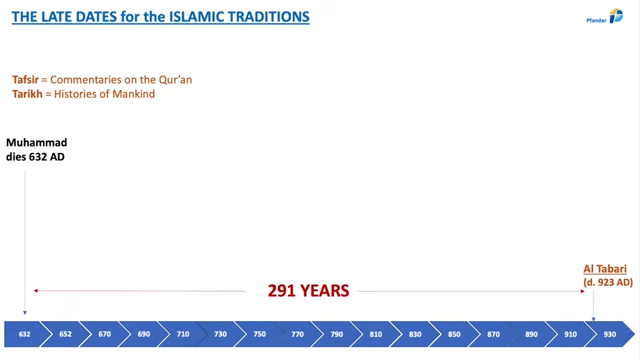 THE LATE DATES for the ISLAMIC TRADITIONS
Pfander
Tafsir = Commentaries on the Qur'an
Tarikh = Histories of Mankind
Muhammad
dies 632 AD
Al Tabari
(d. 923 AD)
291 YEARS
632 652 670 690 710 730 750 770 790 810 830 850 870 890 910 930